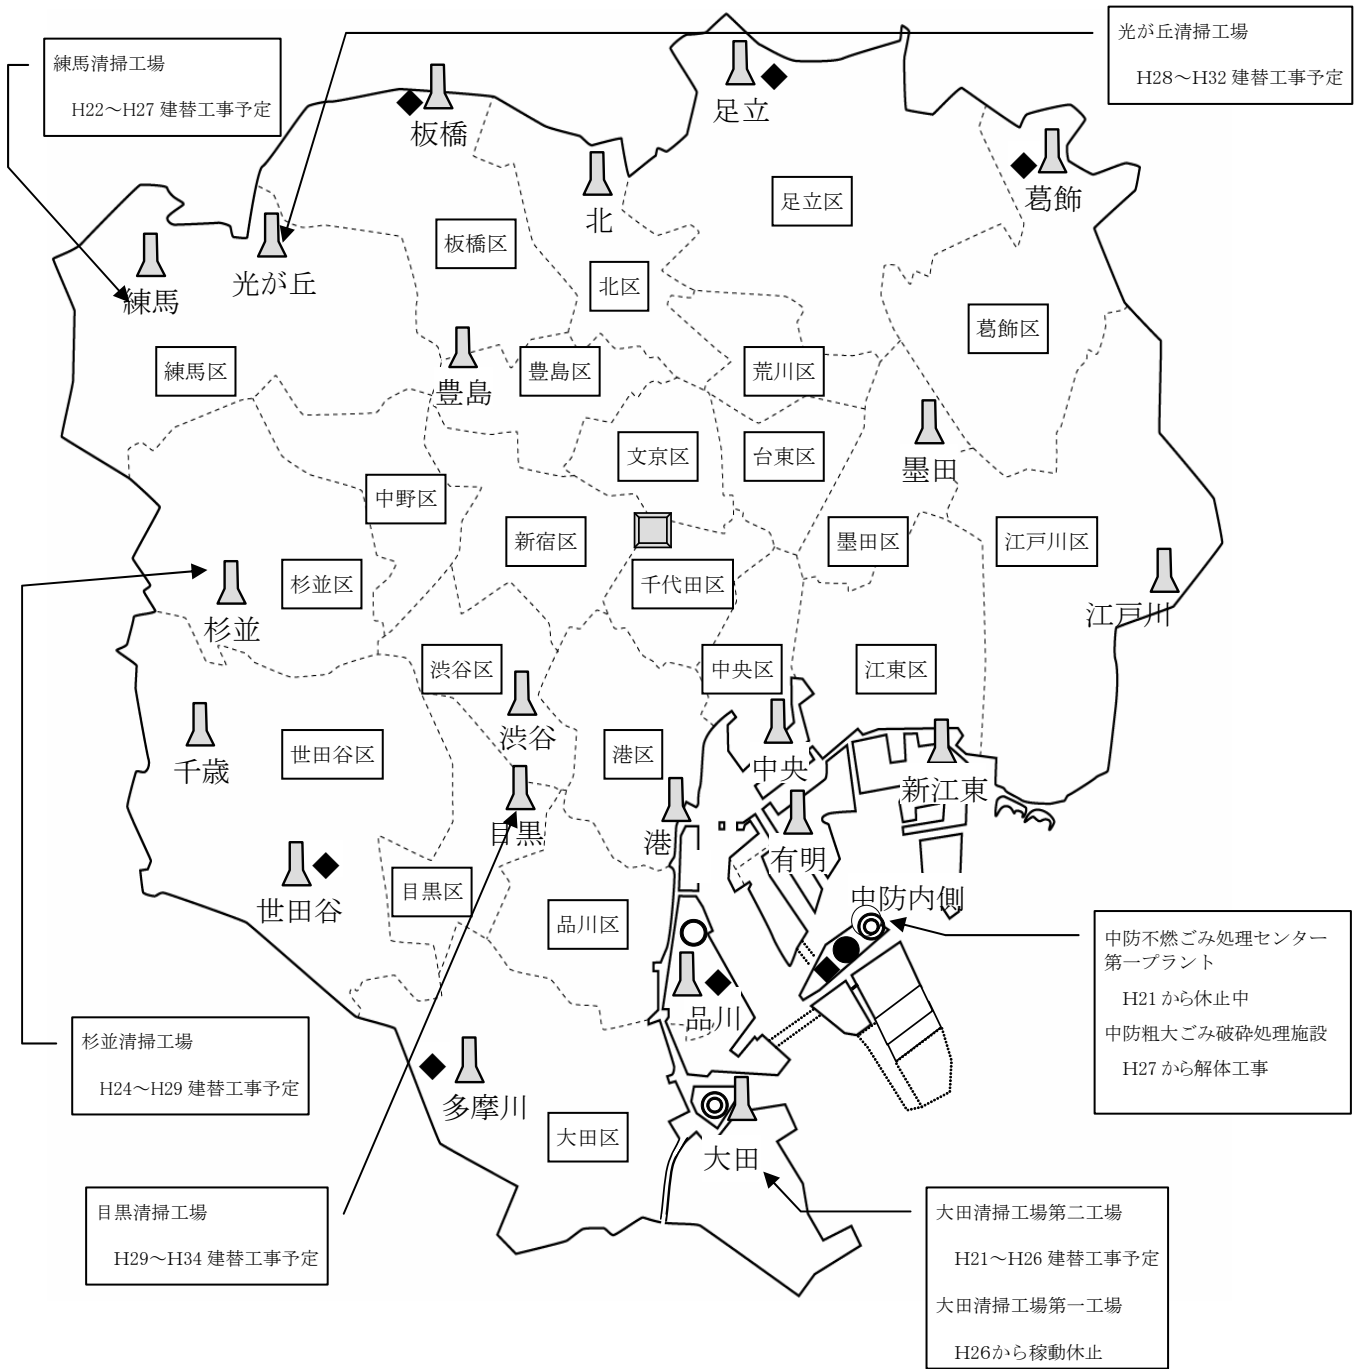 光が丘清掃工場
H28～H32 建替工事予定
練馬清掃工場
H22～H27 建替工事予定
足立
板橋
葛飾
北
足立区
板橋区
光が丘
北区
練馬
葛飾区
練馬区
豊島区
荒川区
豊島
文京区
台東区
墨田
中野区
新宿区
墨田区
江戸川区
杉並区
千代田区
江戸川
杉並
渋谷区
中央区
江東区
渋谷
世田谷区
港区
千歳
中央
新江東
目黒
港
有明
目黒区
中防内側
世田谷
品川区
中防不燃ごみ処理センター
第一プラント
H21 から休止中
中防粗大ごみ破砕処理施設
H27 から解体工事
品川
杉並清掃工場
H24～H29 建替工事予定
多摩川
大田区
大田
目黒清掃工場
H29～H34 建替工事予定
大田清掃工場第二工場
H21～H26 建替工事予定
大田清掃工場第一工場
H26から稼動休止